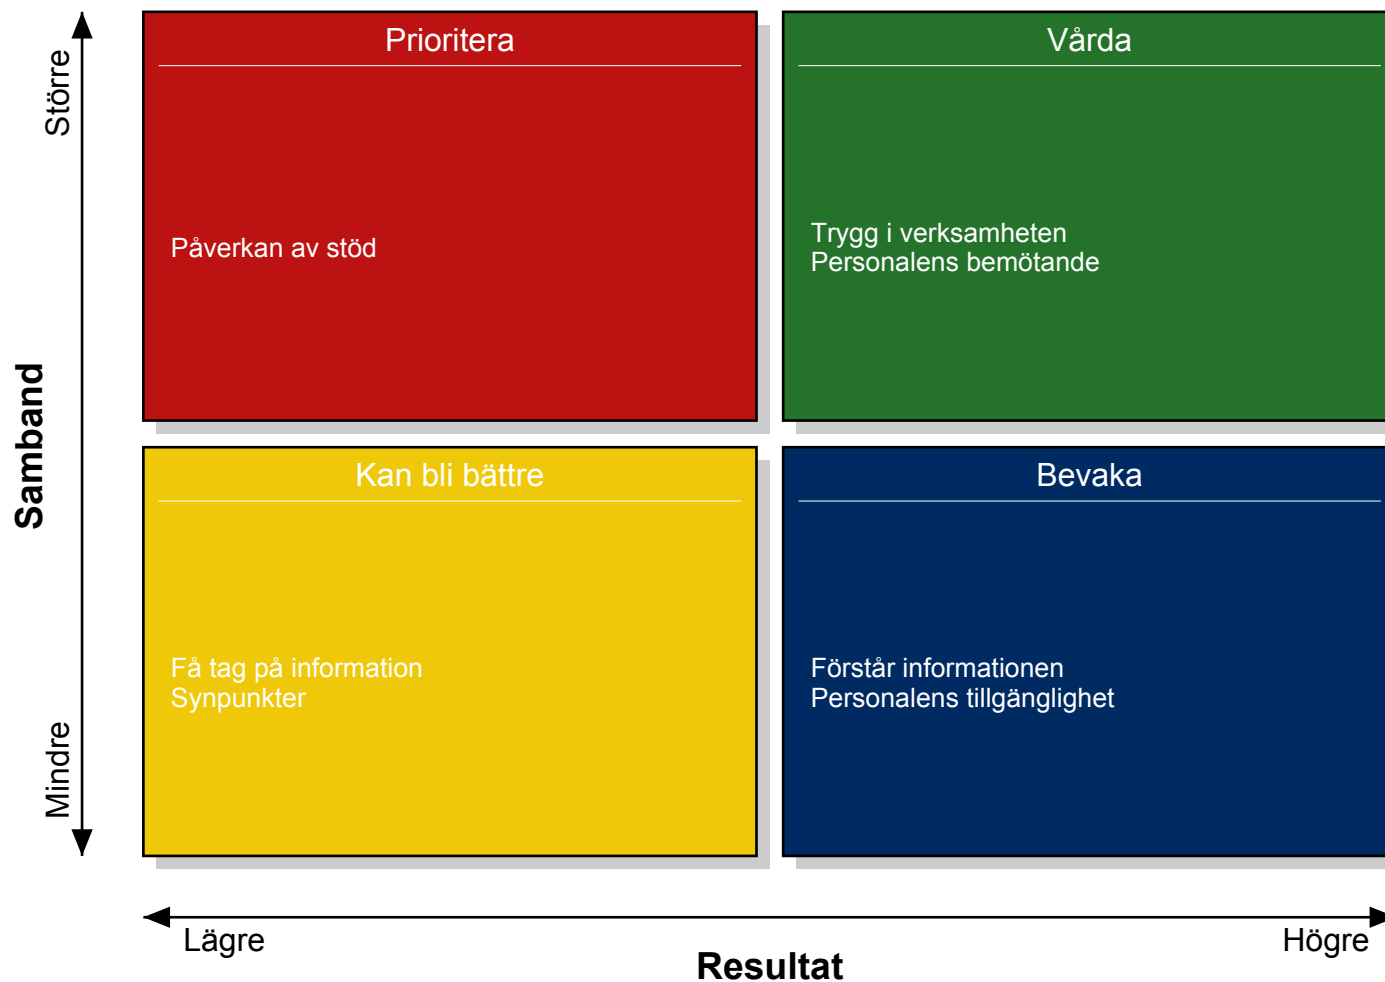 Större
Samband
Mindre
Prioritera
Påverkan av stöd
Vårda
Trygg i verksamheten
Personalens bemötande
Kan bli bättre
Få tag på information
Synpunkter
Bevaka
Förstår informationen
Personalens tillgänglighet
Lägre
Resultat
Högre